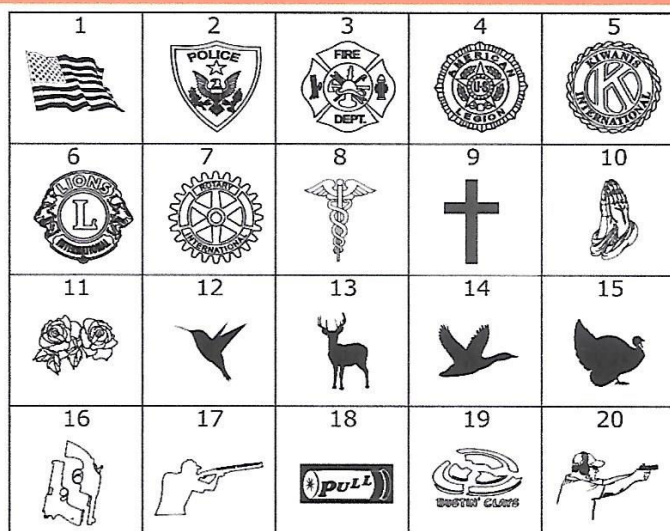 1 2 3 4 5
POLICE
FIRE
DEPT.
AMERICAN
LEGION
KIWANIS
INTERNATIONAL
6 7 8 9 10
LIONS
L
INTERNATIONAL
ROTARY
INTERNATIONAL
11 12 13 14 15
16 17 18 19 20
PULL
BUSTIN' CLAYS